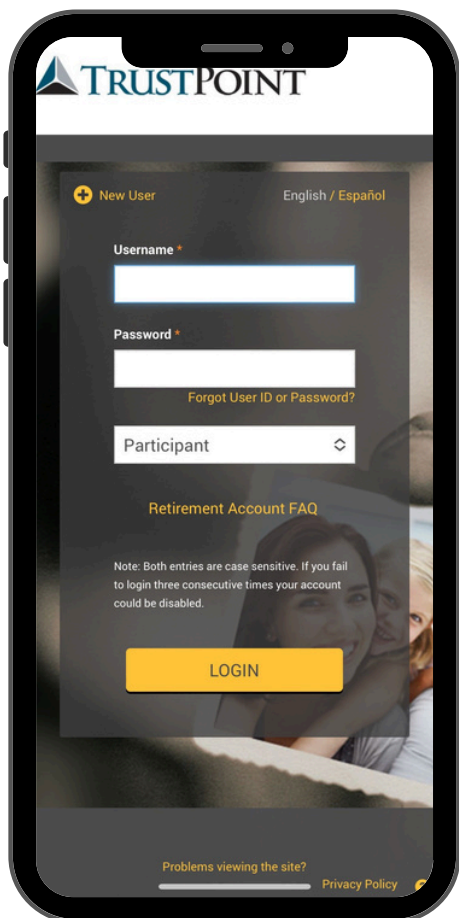 TRUSTPOINT
New User
English / Español
Username *
Password *
Forgot User ID or Password?
Participant
Retirement Account FAQ
Note: Both entries are case sensitive. If you fail
to login three consecutive times your account
could be disabled.
LOGIN
Problems viewing the site?
Privacy Policy